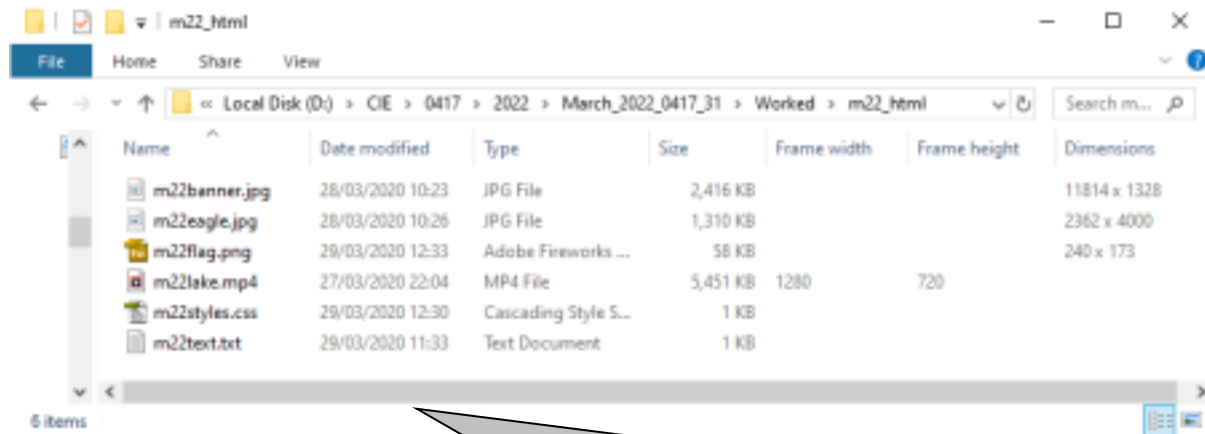 m22_html
File Home Share View
« Local Disk (D:) > CIE > 0417 > 2022 > March_2022_0417_31 > Worked > m22_html Search m...
Name Date modified Type Size Frame width Frame height Dimensions
m22banner.jpg 28/03/2020 10:23 JPG File 2,416 KB 11814 x 1328
m22eagle.jpg 28/03/2020 10:26 JPG File 1,310 KB 2362 x 4000
m22flag.png 29/03/2020 12:33 Adobe Fireworks ... 58 KB 240 x 173
m22lake.mp4 27/03/2020 22:04 MP4 File 5,451 KB 1280 720
m22styles.css 29/03/2020 12:30 Cascading Style S... 1 KB
m22text.txt 29/03/2020 11:33 Text Document 1 KB
6 items